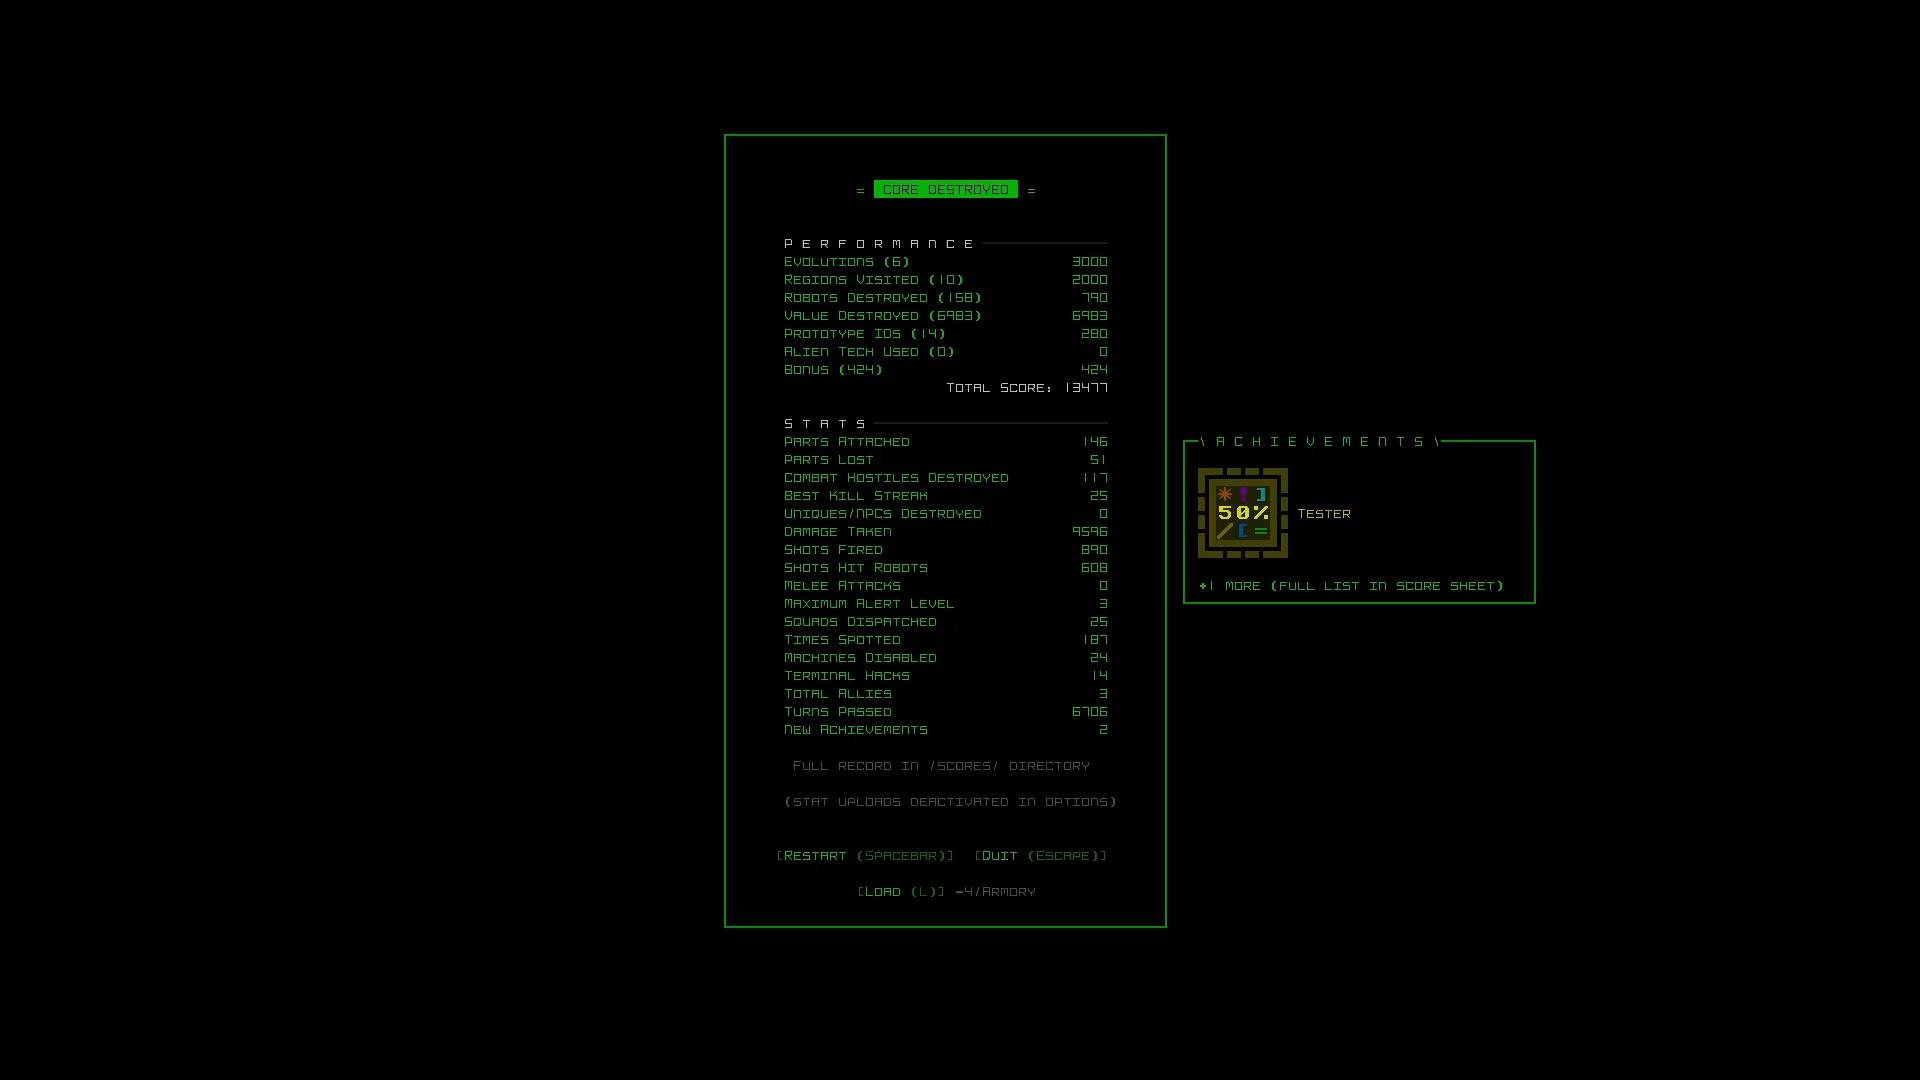 = CORE DESTROYED =
PERFORMANCE
EVOLUTIONS (6) 3000
REGIONS VISITED (10) 2000
ROBOTS DESTROYED (158) 790
VALUE DESTROYED (6983) 6983
PROTOTYPE IDS (14) 280
ALIEN TECH USED (0) 0
BONUS (424) 424
TOTAL SCORE: 13477
STATS
PARTS ATTACHED 146
PARTS LOST 51
COMBAT HOSTILES DESTROYED 117
BEST KILL STREAK 25
UNIQUES/NPCS DESTROYED 0
DAMAGE TAKEN 9596
SHOTS FIRED 890
SHOTS HIT ROBOTS 608
MELEE ATTACKS 0
MAXIMUM ALERT LEVEL 3
SQUADS DISPATCHED 25
TIMES SPOTTED 187
MACHINES DISABLED 24
TERMINAL HACKS 14
TOTAL ALLIES 3
TURNS PASSED 6706
NEW ACHIEVEMENTS 2
FULL RECORD IN /SCORES/ DIRECTORY
(STAT UPLOADS DEACTIVATED IN OPTIONS)
[RESTART (SPACEBAR)] [QUIT (ESCAPE)]
[LOAD (L)] -4/ARMORY
\ ACHIEVEMENTS \
50%
TESTER
+1 MORE (FULL LIST IN SCORE SHEET)